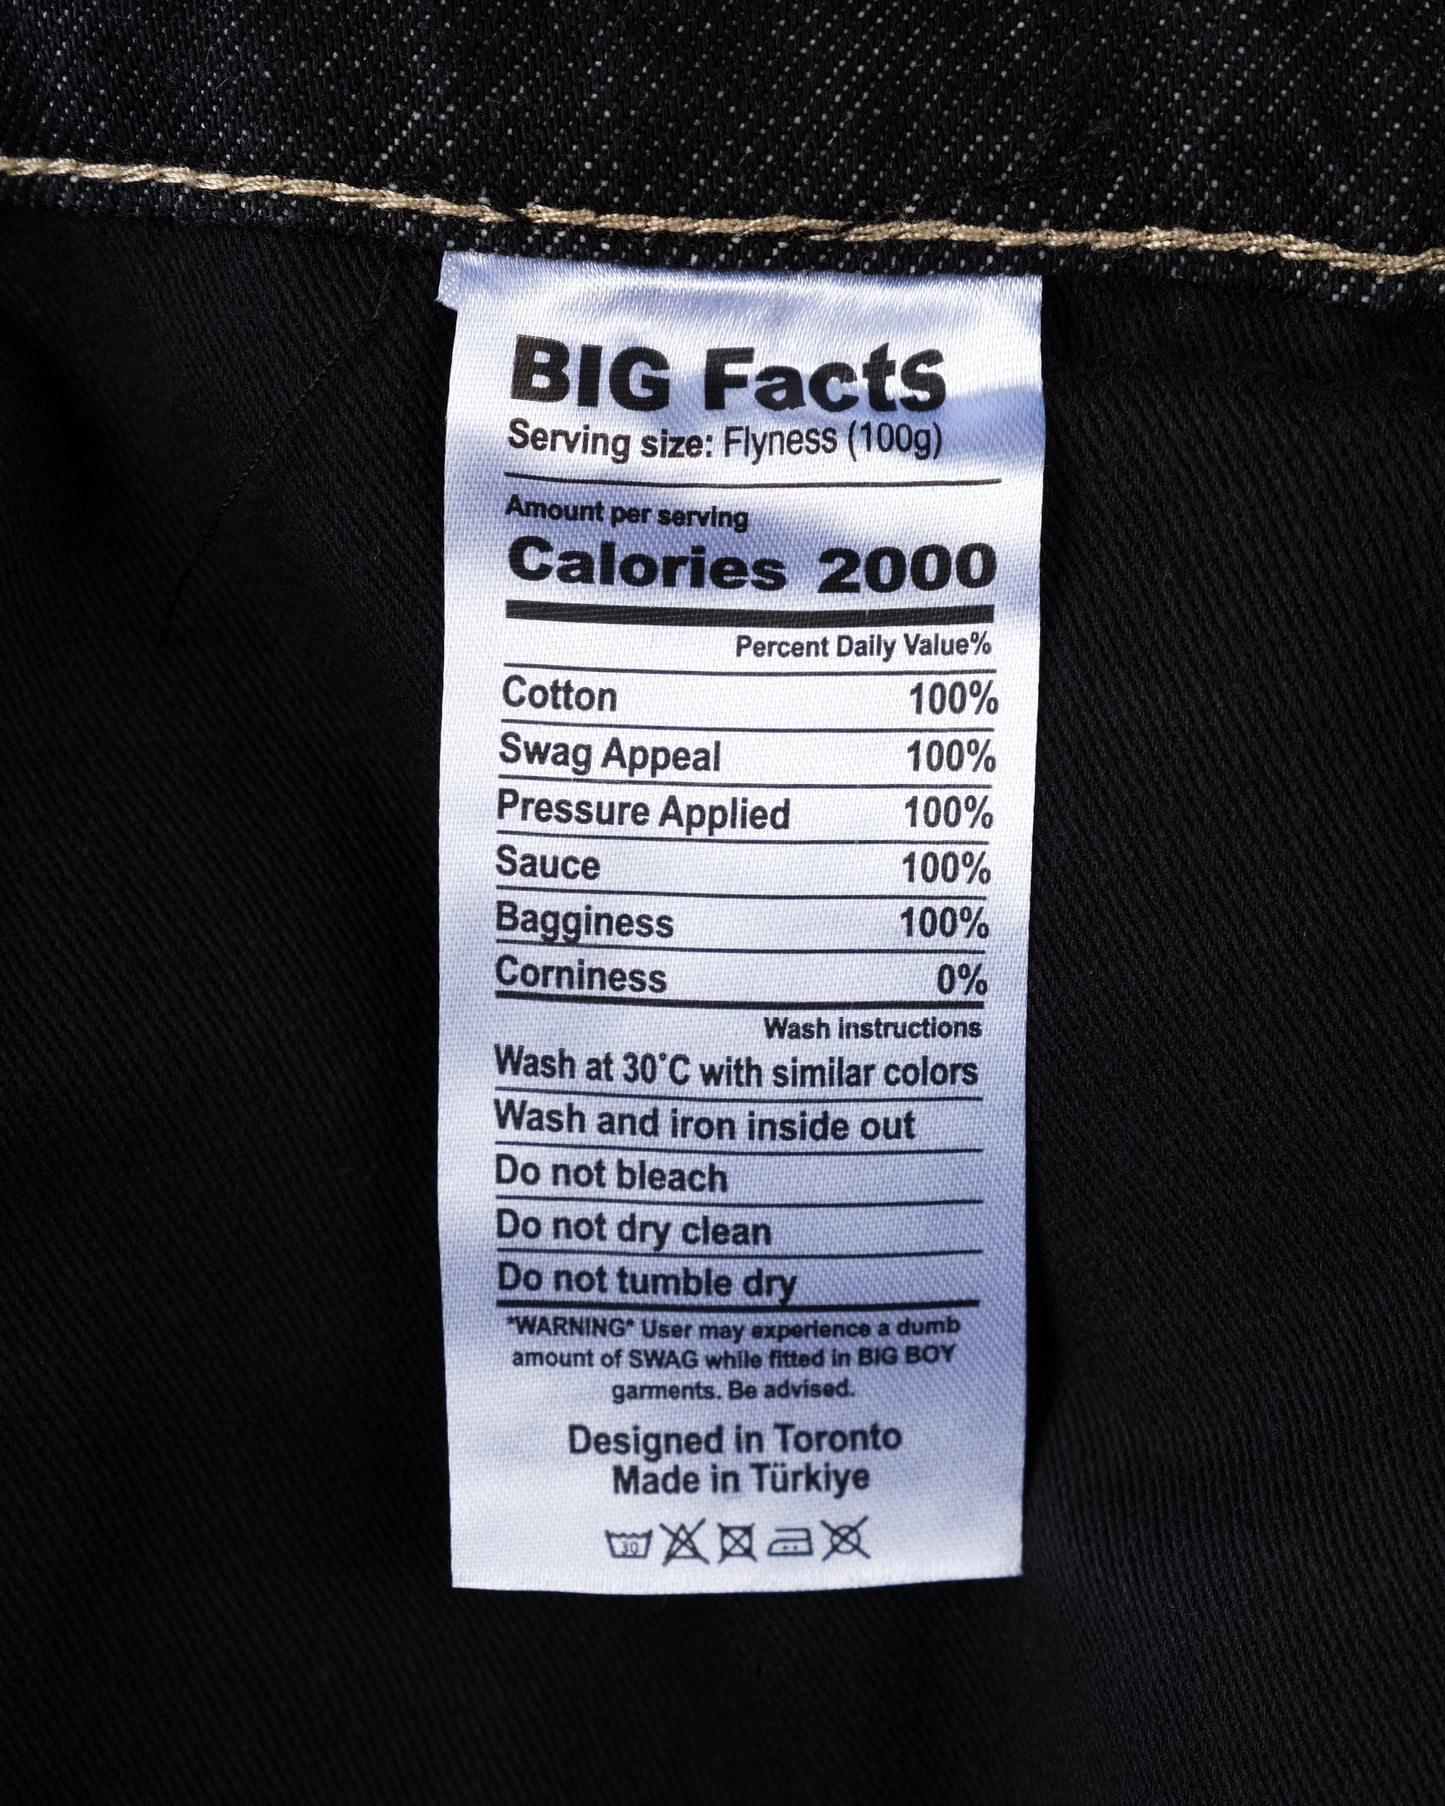 BIG Facts
Serving size: Flyness (100g)
Amount per serving
Calories 2000
Percent Daily Value%
Cotton 100%
Swag Appeal 100%
Pressure Applied 100%
Sauce 100%
Bagginess 100%
Corniness 0%
Wash instructions
Wash at 30°C with similar colors
Wash and iron inside out
Do not bleach
Do not dry clean
Do not tumble dry
*WARNING* User may experience a dumb
amount of SWAG while fitted in BIG BOY
garments. Be advised.
Designed in Toronto
Made in Türkiye
30